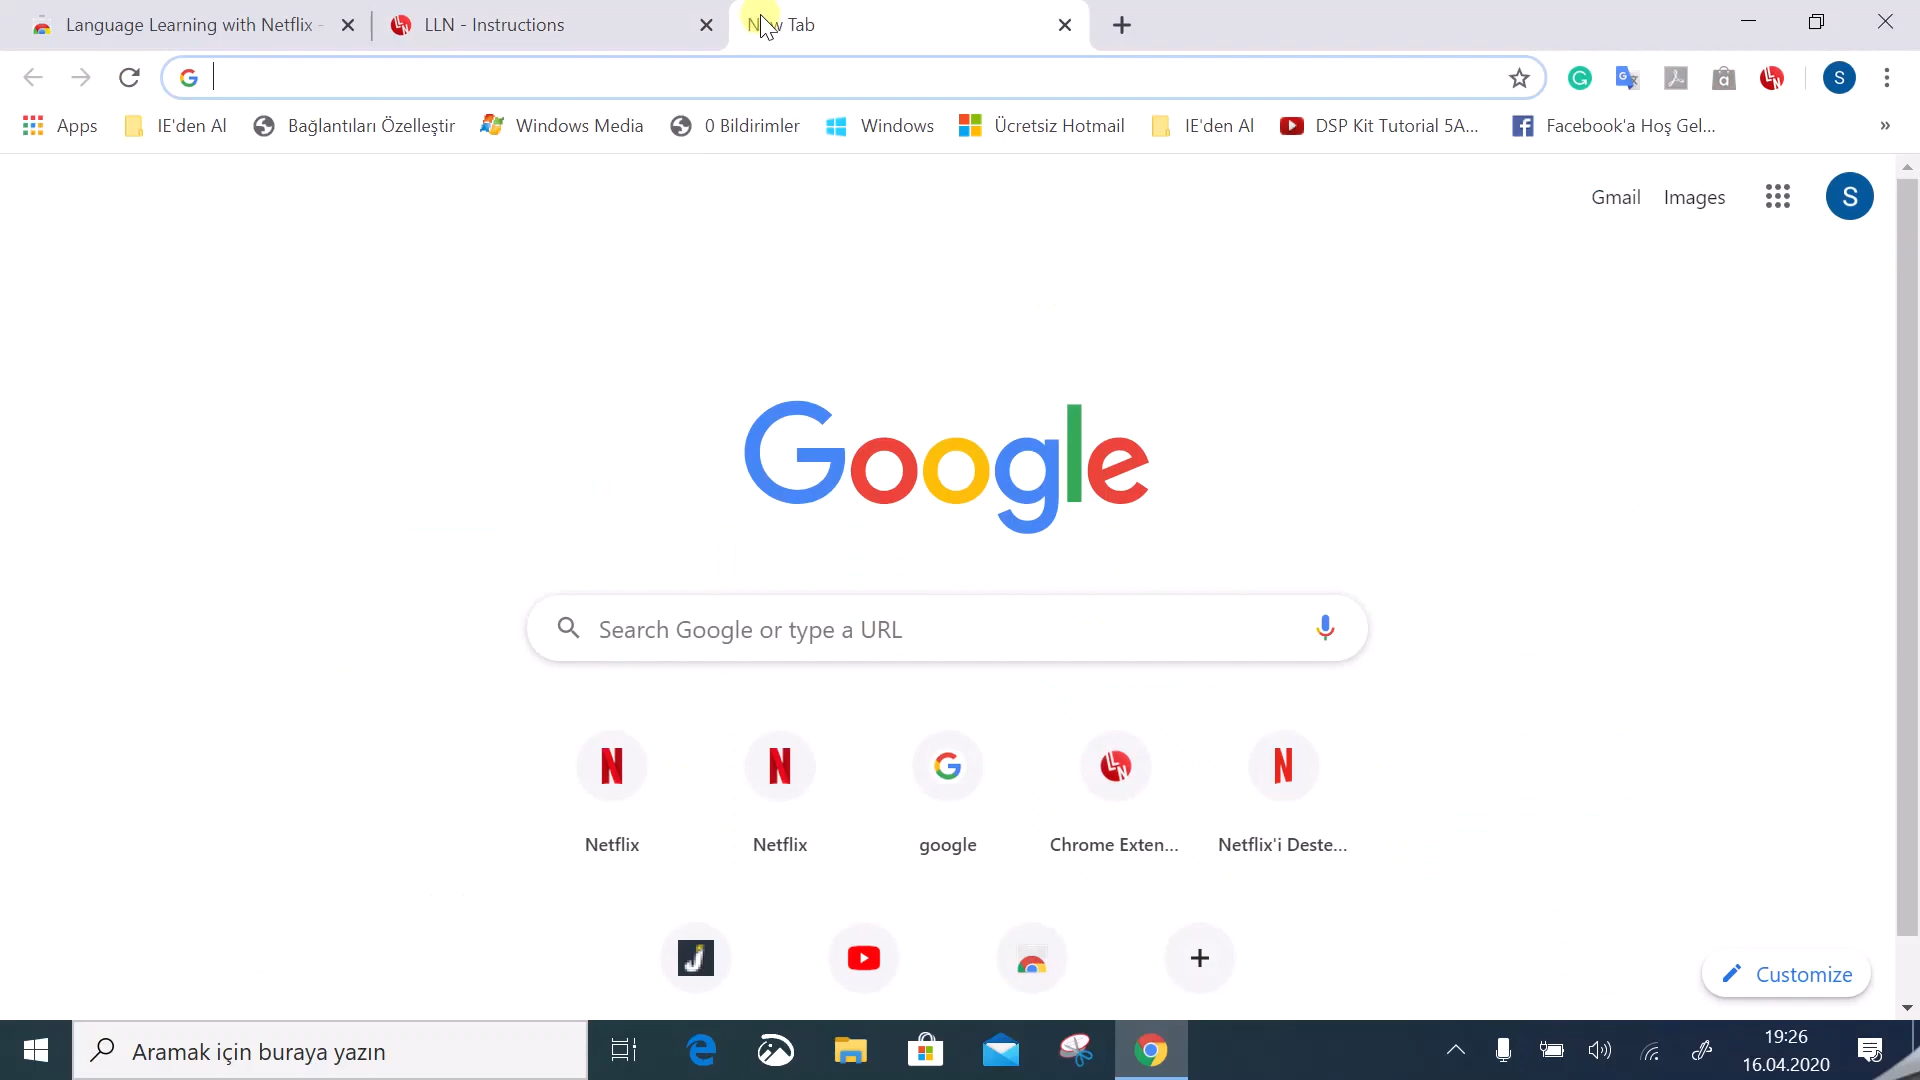 Language Learning with Netflix -
LLN - Instructions
New Tab
Apps
IE'den Al
Bağlantıları Özelleştir
Windows Media
0 Bildirimler
Windows
Ücretsiz Hotmail
IE'den Al
DSP Kit Tutorial 5A...
Facebook'a Hoş Gel...
»
Gmail
Images
S
S
Google
Search Google or type a URL
Netflix
Netflix
google
Chrome Exten...
Netflix'i Deste...
Customize
Aramak için buraya yazın
19:26
16.04.2020